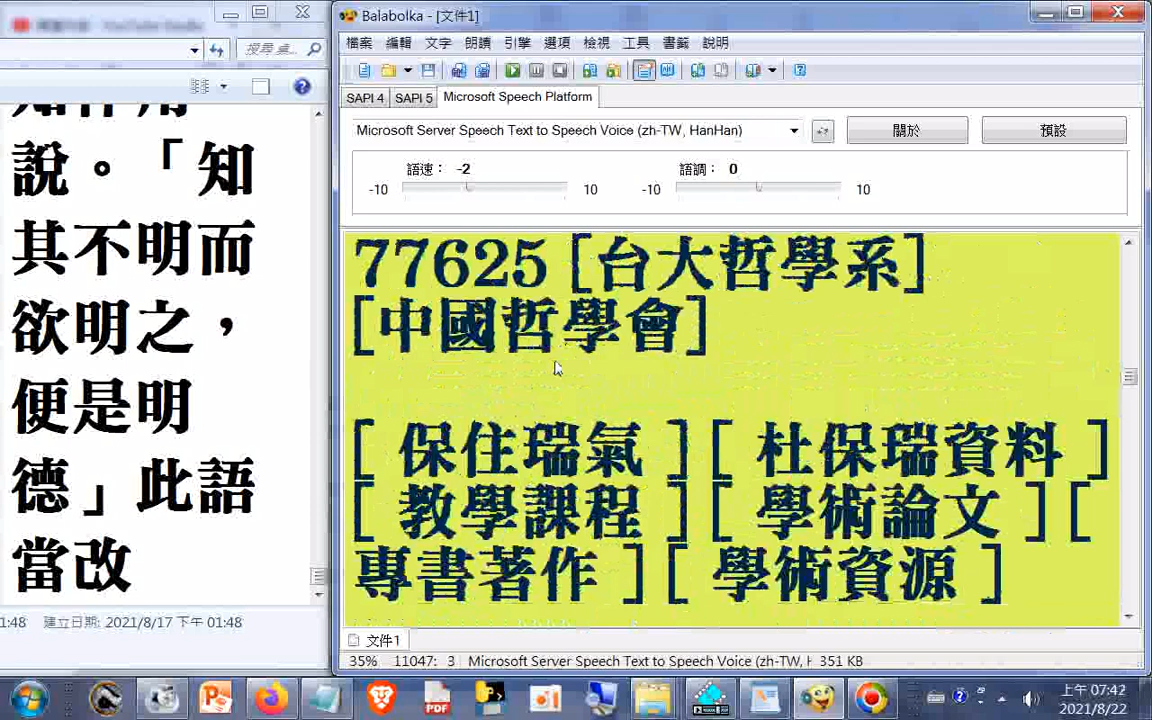 說。「知
其不明而
欲明之，
便是明
德」此語
當改
1:48 建立日期: 2021/8/17 下午 01:48
搜尋桌...
Balabolka - [文件1]
檔案 編輯 文字 朗讀 引擎 選項 檢視 工具 書籤 說明
SAPI 4 SAPI 5 Microsoft Speech Platform
Microsoft Server Speech Text to Speech Voice (zh-TW, HanHan) 關於 預設
語速： -2 語調： 0
-10 10 -10 10
77625 [台大哲學系]
[中國哲學會]
[ 保住瑞氣 ][ 杜保瑞資料 ]
[ 教學課程 ][ 學術論文 ][
專書著作 ][ 學術資源 ]
文件1
35% 11047: 3 Microsoft Server Speech Text to Speech Voice (zh-TW, H 351 KB
PDF
上午 07:42
2021/8/22